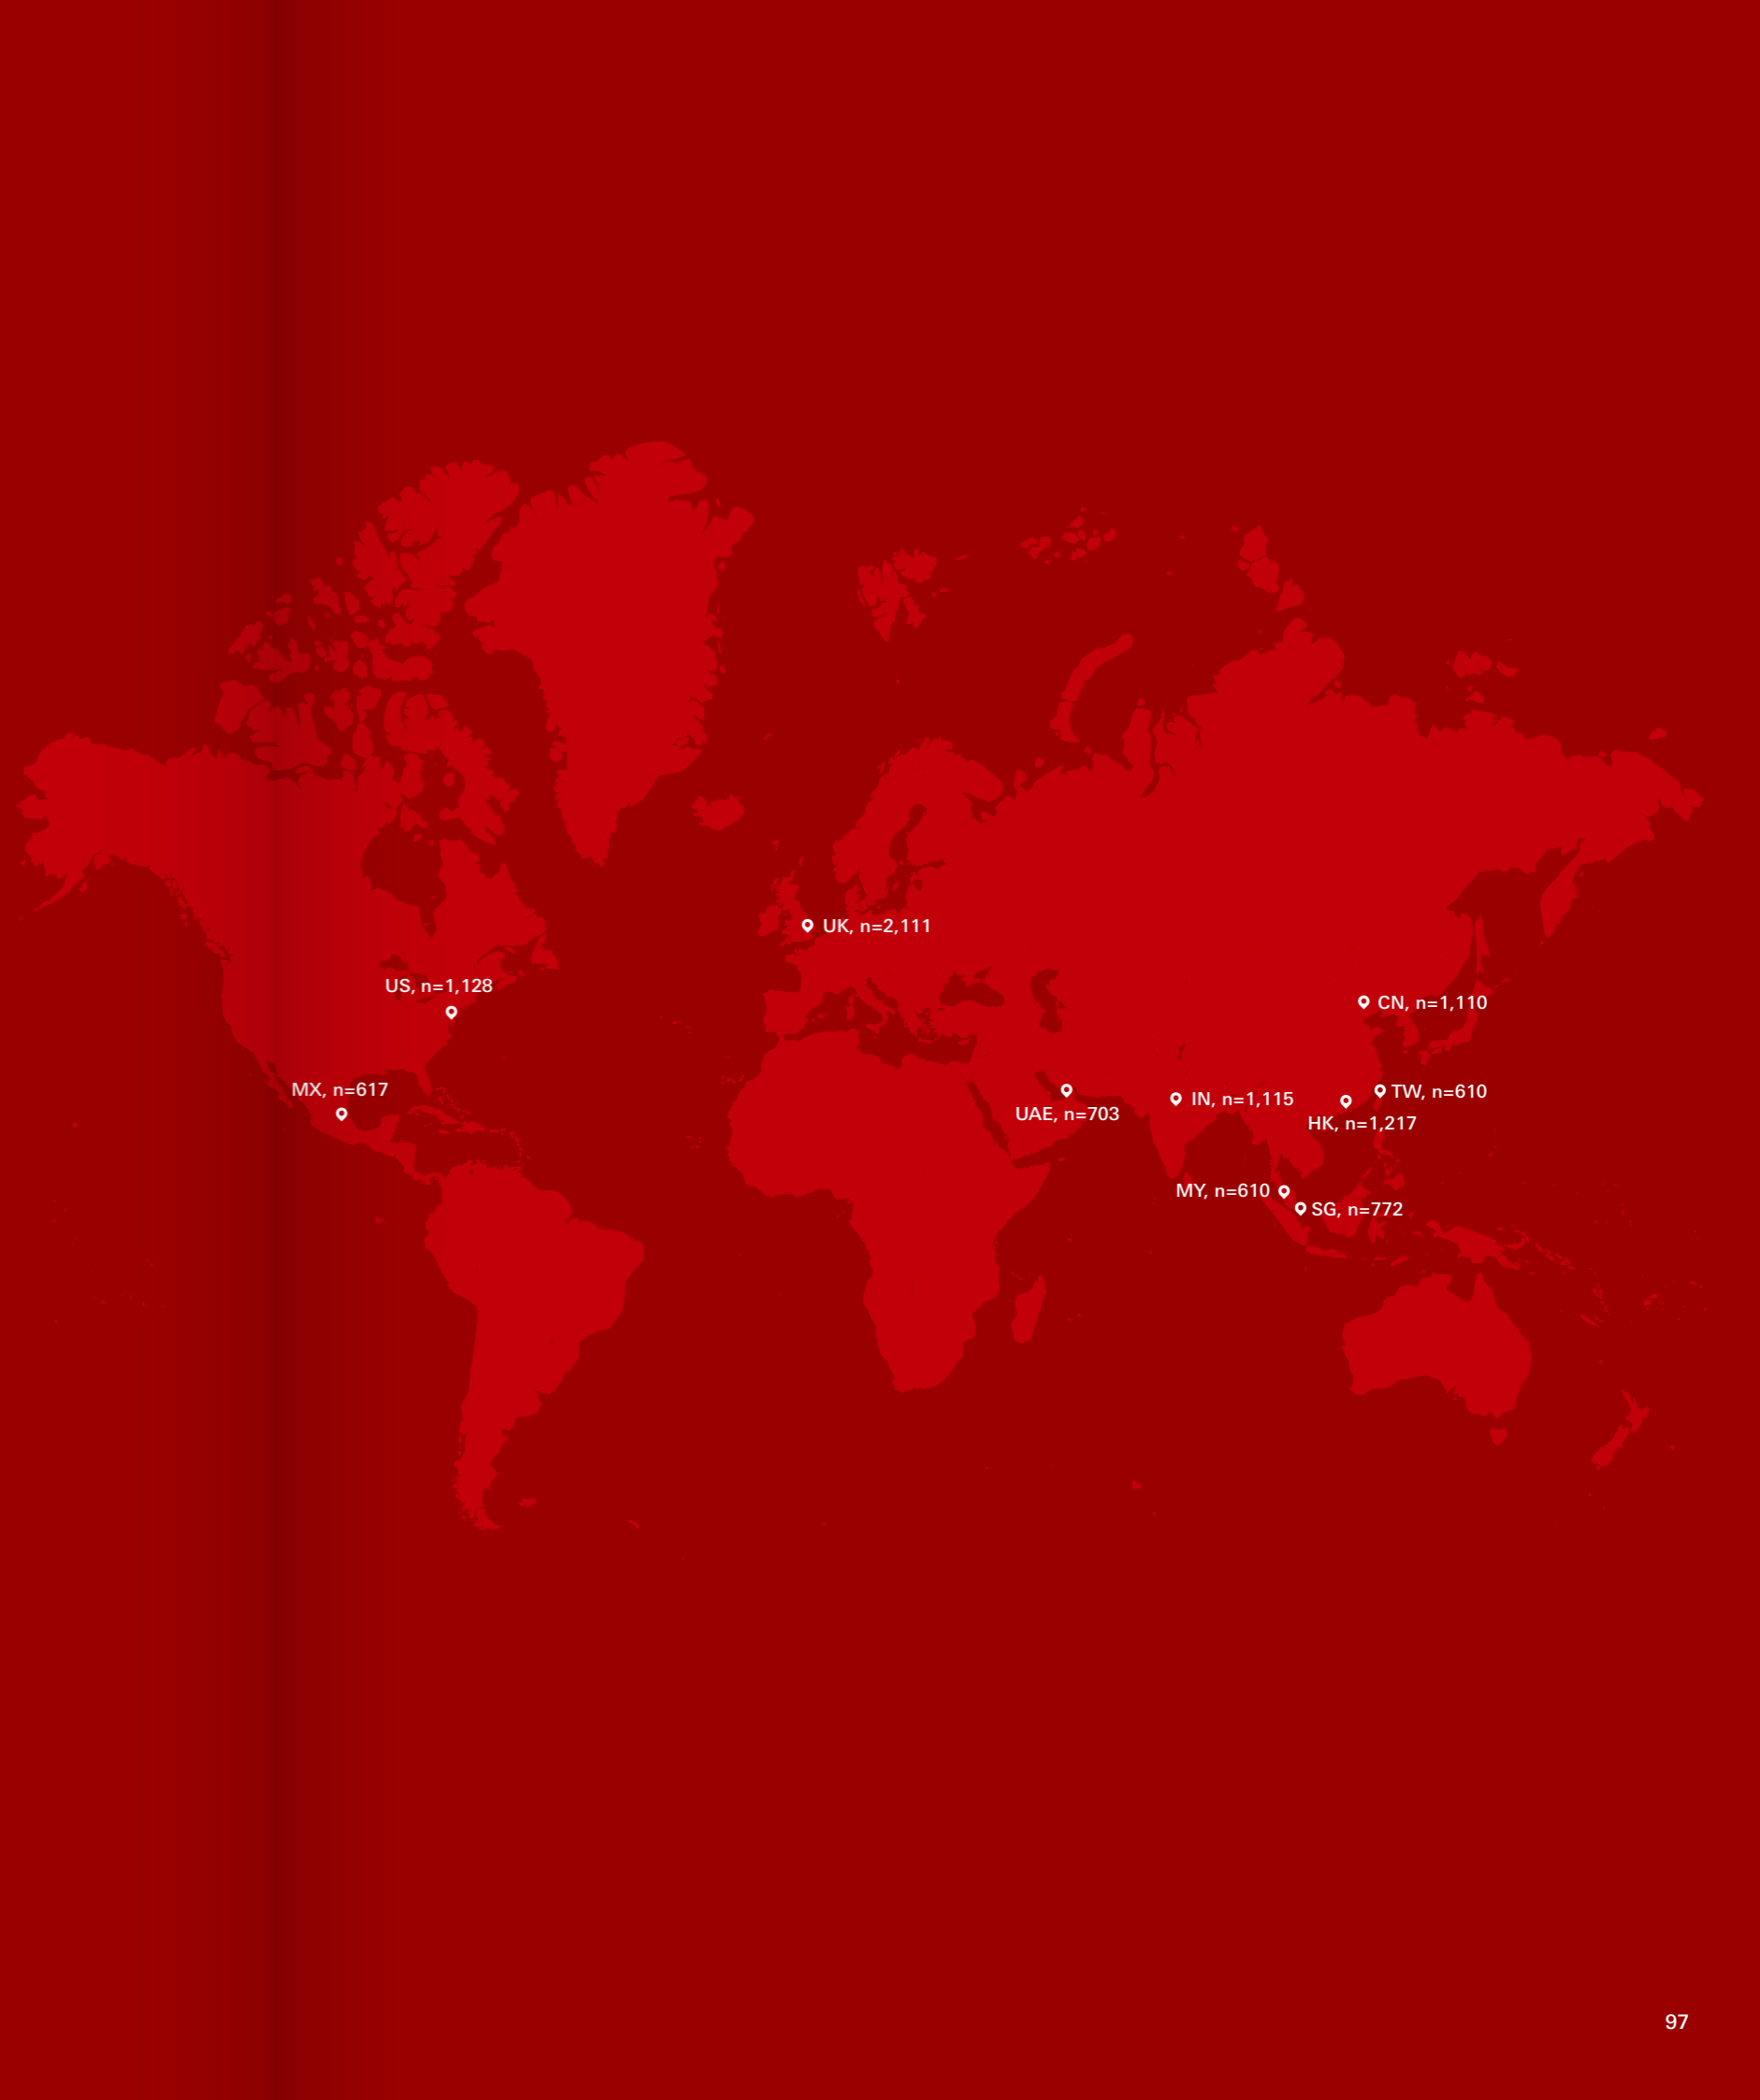 UK, n=2,111
US, n=1,128
CN, n=1,110
MX, n=617
UAE, n=703
IN, n=1,115
TW, n=610
HK, n=1,217
MY, n=610
SG, n=772
97